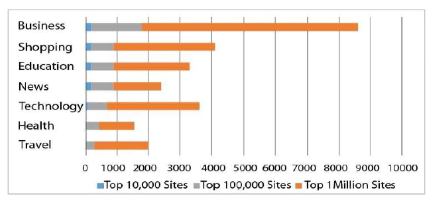 Business
Shopping
Education
News
Technology
Health
Travel
0 1000 2000 3000 4000 5000 6000 7000 8000 9000 10000
Top 10,000 Sites Top 100,000 Sites Top 1Million Sites